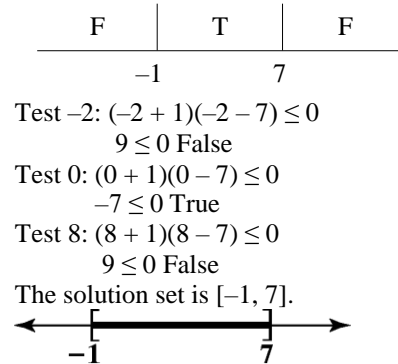 F T F
–1 7
Test –2: (–2 + 1)(–2 – 7) ≤ 0
9 ≤ 0 False
Test 0: (0 + 1)(0 – 7) ≤ 0
–7 ≤ 0 True
Test 8: (8 + 1)(8 – 7) ≤ 0
9 ≤ 0 False
The solution set is [–1, 7].
–1 7